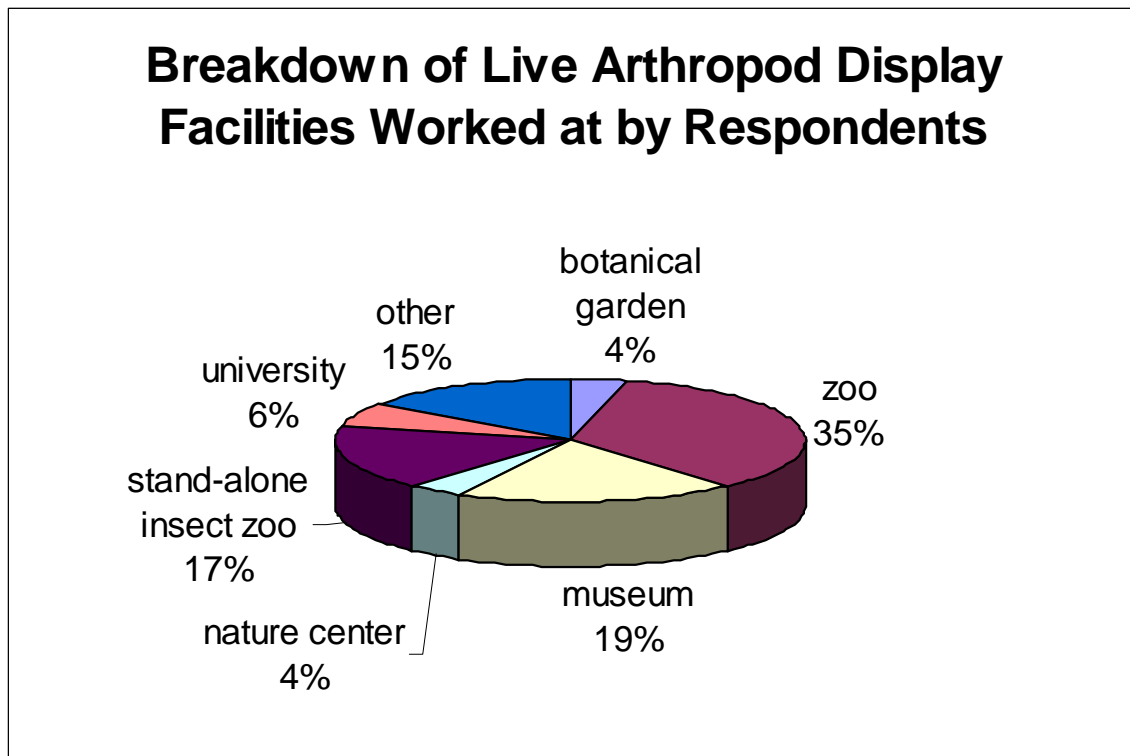 Breakdown of Live Arthropod Display
Facilities Worked at by Respondents
botanical
garden
4%
zoo
35%
museum
19%
nature center
4%
stand-alone
insect zoo
17%
university
6%
other
15%